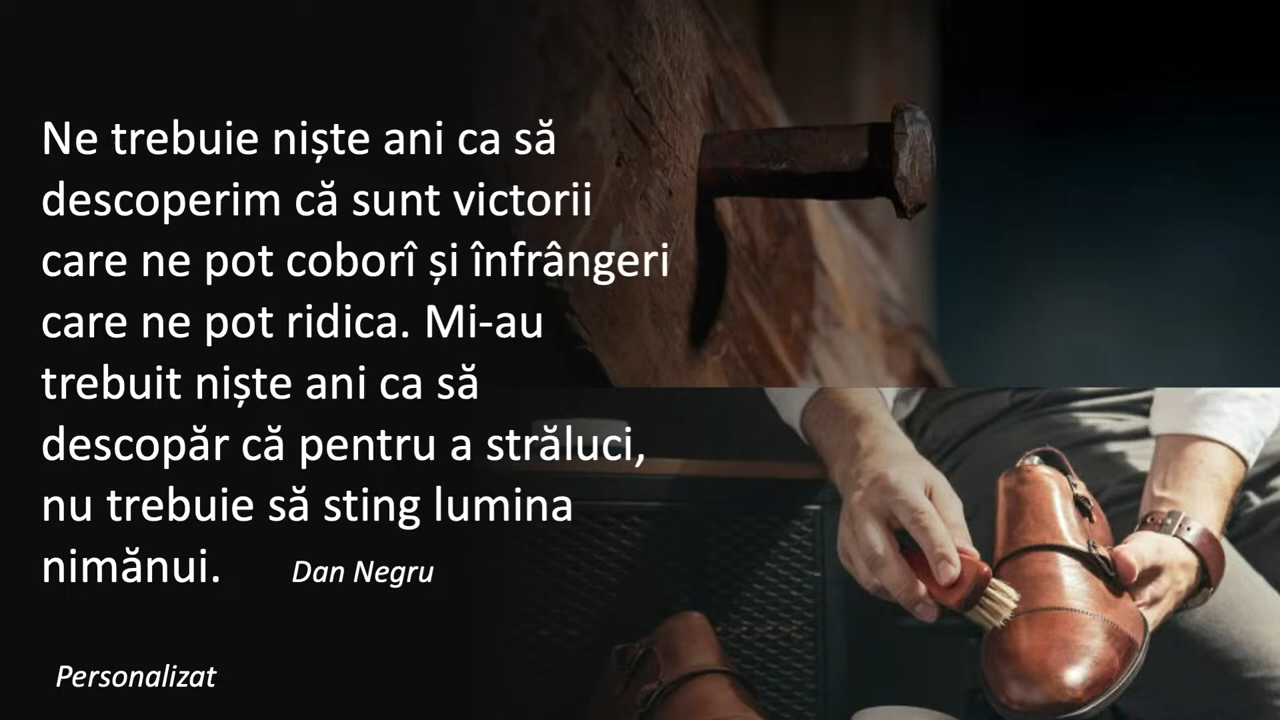 Ne trebuie niște ani ca să
descoperim că sunt victorii
care ne pot coborî și înfrângeri
care ne pot ridica. Mi-au
trebuit niște ani ca să
descopăr că pentru a străluci,
nu trebuie să sting lumina
nimănui. Dan Negru
Personalizat